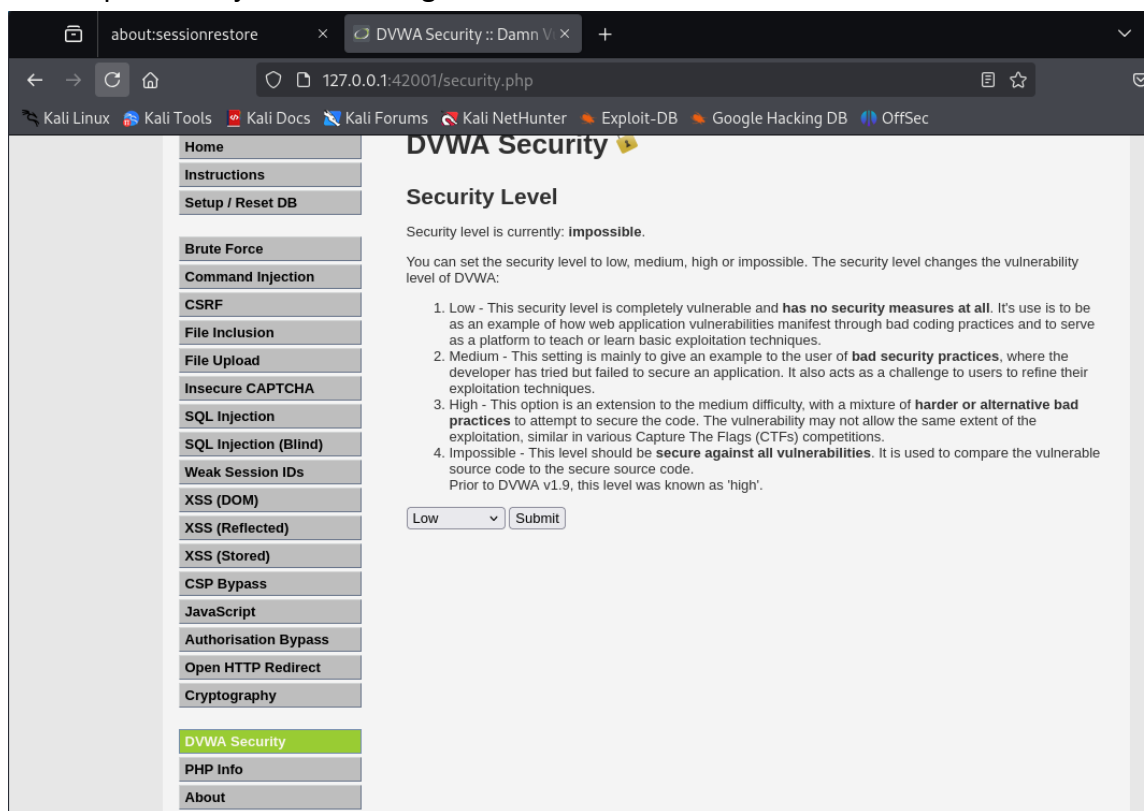 about:sessionrestore
DVWA Security :: Damn V
127.0.0.1:42001/security.php
Kali Linux Kali Tools Kali Docs Kali Forums Kali NetHunter Exploit-DB Google Hacking DB OffSec
Home
Instructions
Setup / Reset DB
Brute Force
Command Injection
CSRF
File Inclusion
File Upload
Insecure CAPTCHA
SQL Injection
SQL Injection (Blind)
Weak Session IDs
XSS (DOM)
XSS (Reflected)
XSS (Stored)
CSP Bypass
JavaScript
Authorisation Bypass
Open HTTP Redirect
Cryptography
DVWA Security
PHP Info
About
DVWA Security
Security Level
Security level is currently: impossible.
You can set the security level to low, medium, high or impossible. The security level changes the vulnerability
level of DVWA:
1. Low - This security level is completely vulnerable and has no security measures at all. It's use is to be
as an example of how web application vulnerabilities manifest through bad coding practices and to serve
as a platform to teach or learn basic exploitation techniques.
2. Medium - This setting is mainly to give an example to the user of bad security practices, where the
developer has tried but failed to secure an application. It also acts as a challenge to users to refine their
exploitation techniques.
3. High - This option is an extension to the medium difficulty, with a mixture of harder or alternative bad
practices to attempt to secure the code. The vulnerability may not allow the same extent of the
exploitation, similar in various Capture The Flags (CTFs) competitions.
4. Impossible - This level should be secure against all vulnerabilities. It is used to compare the vulnerable
source code to the secure source code.
Prior to DVWA v1.9, this level was known as 'high'.
Low Submit